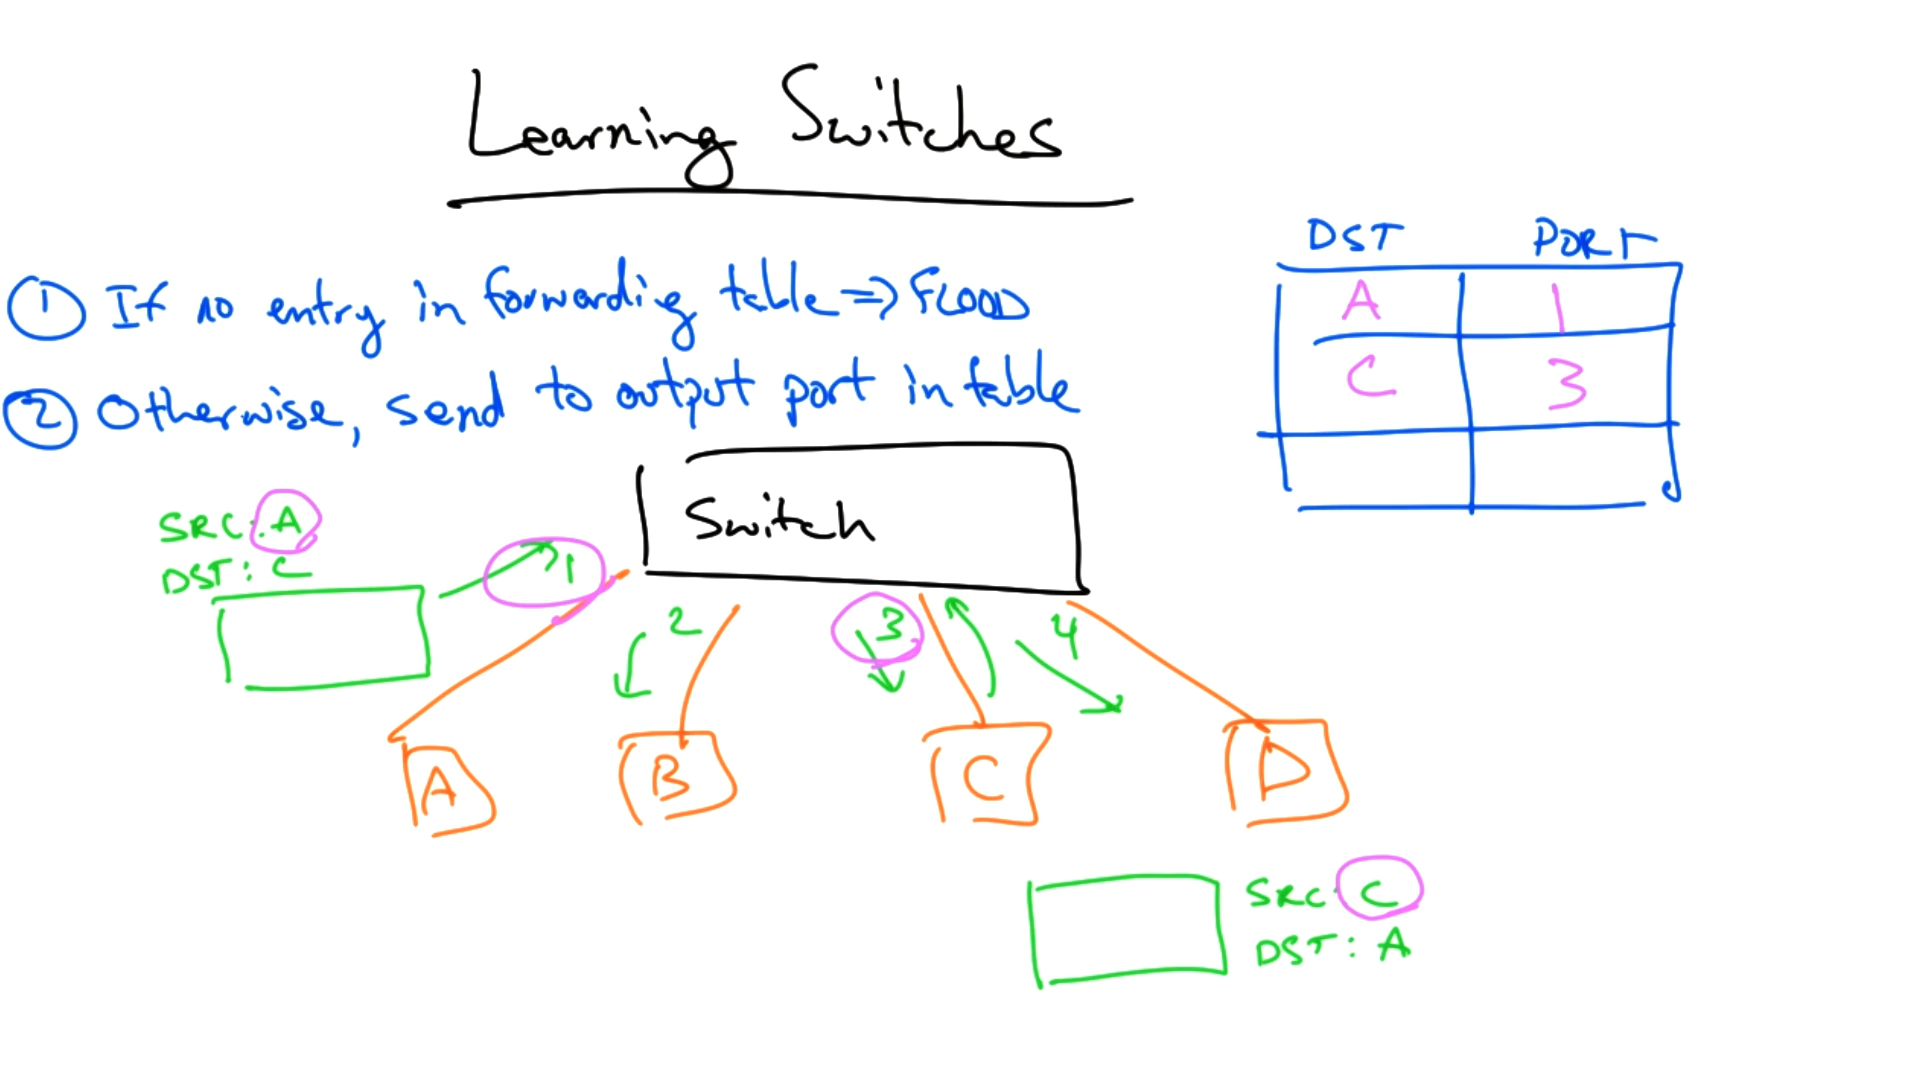 Learning Switches
① If no entry in forwarding table => FLOOD
② Otherwise, send to output port in table
DST PORT
A 1
C 3
Switch
SRC: A
DST: C
1
2
3
4
A
B
C
D
SRC: C
DST: A